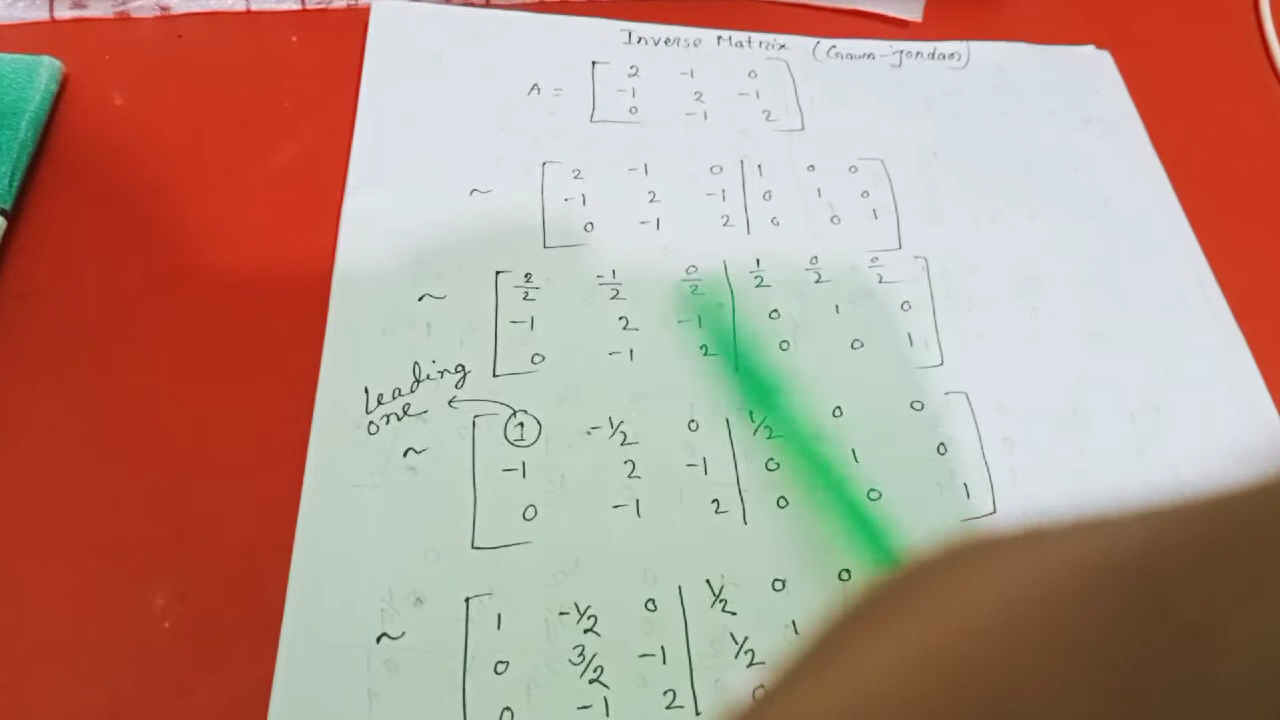 Inverse Matrix (Gauss-Jordan)
A =
2 -1 0
-1 2 -1
0 -1 2
~
2 -1 0 | 1 0 0
-1 2 -1 | 0 1 0
0 -1 2 | 0 0 1
~
2/2 -1/2 0/2 | 1/2 0/2 0/2
-1 2 -1 | 0 1 0
0 -1 2 | 0 0 1
leading
one
~
1 -1/2 0 | 1/2 0 0
-1 2 -1 | 0 1 0
0 -1 2 | 0 0 1
~
1 -1/2 0 | 1/2 0 0
0 3/2 -1 | 1/2 1
0 -1 2 | 0